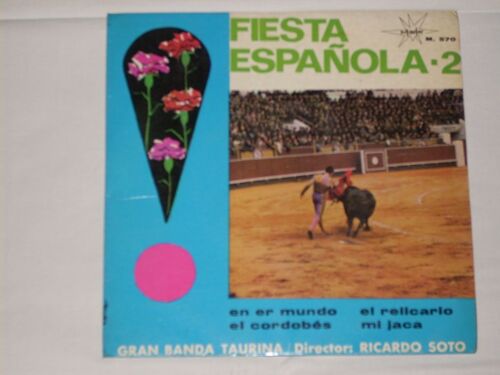 FIESTA
M. 570
ESPAÑOLA·2
en er mundo el relicario
el cordobés mi jaca
GRAN BANDA TAURINA / Director: RICARDO SOTO